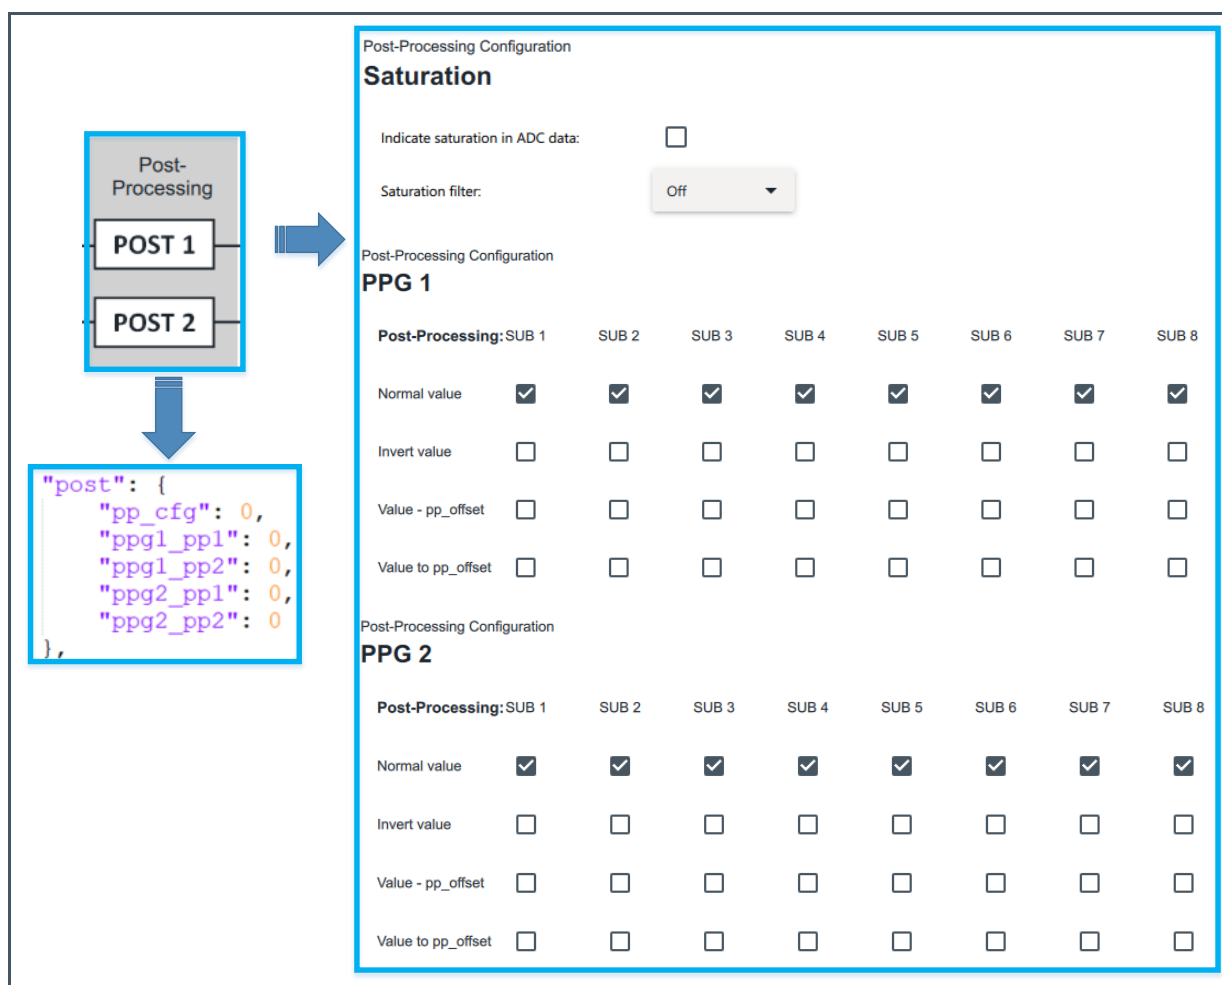 Post-
Processing
POST 1
POST 2
"post": {
"pp_cfg": 0,
"ppg1_pp1": 0,
"ppg1_pp2": 0,
"ppg2_pp1": 0,
"ppg2_pp2": 0
},
Post-Processing Configuration
Saturation
Indicate saturation in ADC data:
Saturation filter: Off
Post-Processing Configuration
PPG 1
Post-Processing: SUB 1 SUB 2 SUB 3 SUB 4 SUB 5 SUB 6 SUB 7 SUB 8
Normal value
Invert value
Value - pp_offset
Value to pp_offset
Post-Processing Configuration
PPG 2
Post-Processing: SUB 1 SUB 2 SUB 3 SUB 4 SUB 5 SUB 6 SUB 7 SUB 8
Normal value
Invert value
Value - pp_offset
Value to pp_offset